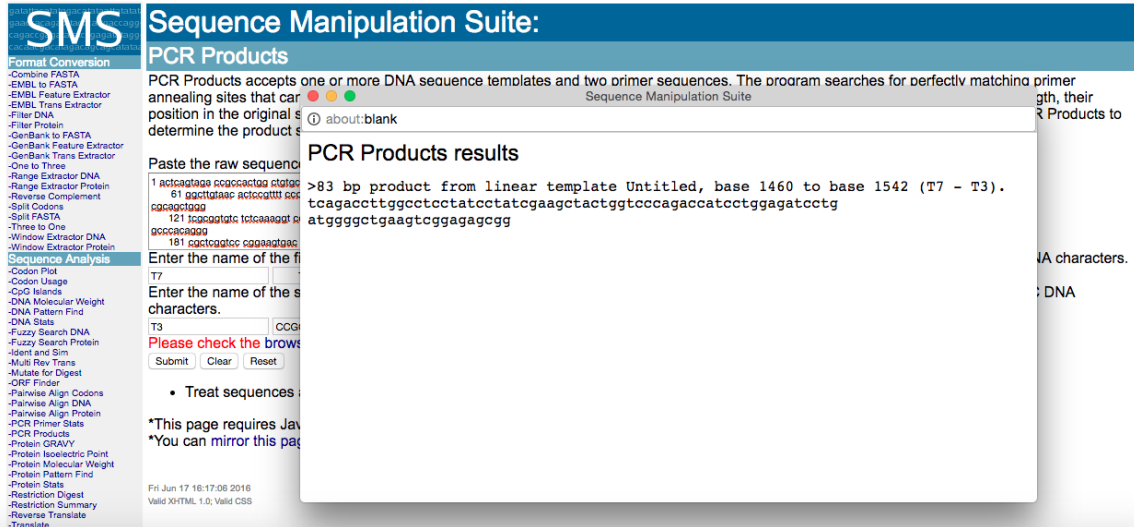 SMS
Format Conversion
-Combine FASTA
-EMBL to FASTA
-EMBL Feature Extractor
-EMBL Trans Extractor
-Filter DNA
-Filter Protein
-GenBank to FASTA
-GenBank Feature Extractor
-GenBank Trans Extractor
-One to Three
-Range Extractor DNA
-Range Extractor Protein
-Reverse Complement
-Split Codons
-Split FASTA
-Three to One
-Window Extractor DNA
-Window Extractor Protein
Sequence Analysis
-Codon Plot
-Codon Usage
-CpG Islands
-DNA Molecular Weight
-DNA Pattern Find
-DNA Stats
-Fuzzy Search DNA
-Fuzzy Search Protein
-Ident and Sim
-Multi Rev Trans
-Mutate for Digest
-ORF Finder
-Pairwise Align Codons
-Pairwise Align DNA
-Pairwise Align Protein
-PCR Primer Stats
-PCR Products
-Protein GRAVY
-Protein Isoelectric Point
-Protein Molecular Weight
-Protein Pattern Find
-Protein Stats
-Restriction Digest
-Restriction Summary
-Reverse Translate
-Translate
Sequence Manipulation Suite:
PCR Products
PCR Products accepts one or more DNA sequence templates and two primer sequences. The program searches for perfectly matching primer
annealing sites that can gth, their
position in the original s R Products to
determine the product s
Paste the raw sequence
1 actcagtaga ccgccactgg ctgtgc
61 ggcttgtaac actccgttt ccc
cgcagctggg
121 tcgcggtgtc tctcaaaggt
gcccacaggg
181 cgctcggtcc cggaagtgac
Enter the name of the fi NA characters.
T7
Enter the name of the s DNA
characters.
T3 CCG
Please check the brows
Submit Clear Reset
• Treat sequences
*This page requires Jav
*You can mirror this pag
Fri Jun 17 16:17:06 2016
Valid XHTML 1.0; Valid CSS
Sequence Manipulation Suite
about:blank
PCR Products results
>83 bp product from linear template Untitled, base 1460 to base 1542 (T7 - T3).
tcagaccttggcctcctatcctatcgaagctactggtcccagaccatcctggagatcctg
atggggctgaagtcggagagcgg